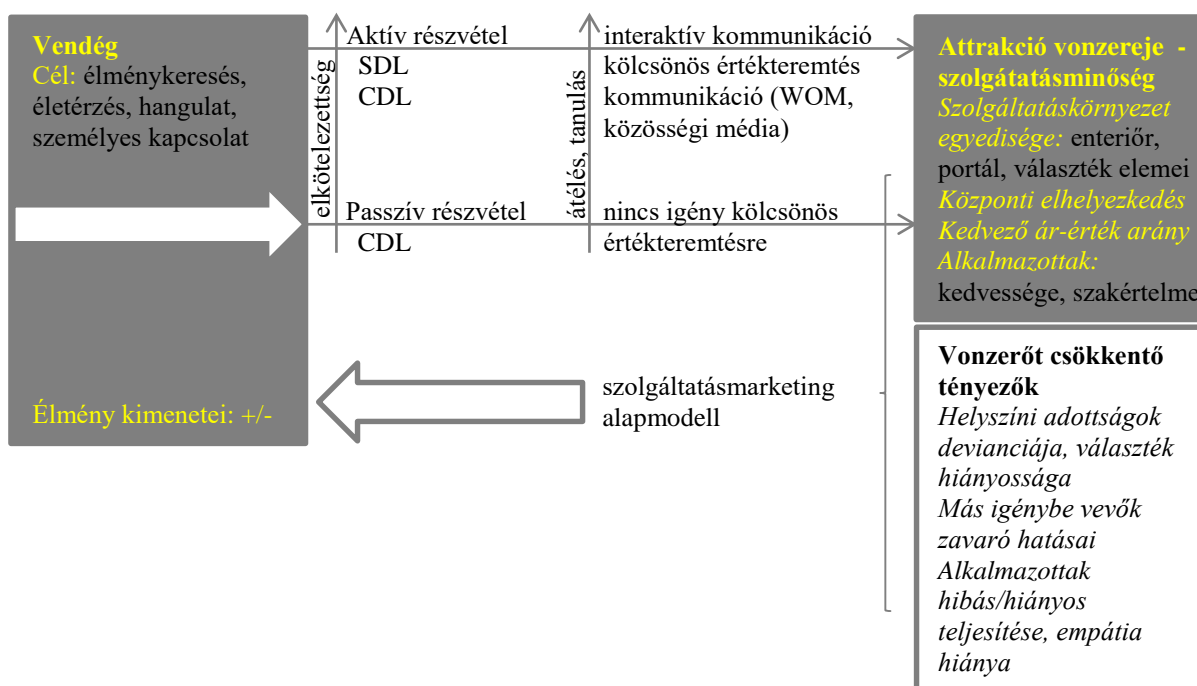 Vendég
Cél: élménykeresés,
életérzés, hangulat,
személyes kapcsolat
Élmény kimenetei: +/-
elkötelezettség
Aktív részvétel
SDL
CDL
Passzív részvétel
CDL
átélés, tanulás
interaktív kommunikáció
kölcsönös értékteremtés
kommunikáció (WOM,
közösségi média)
nincs igény kölcsönös
értékteremtésre
szolgáltatásmarketing
alapmodell
Attrakció vonzereje -
szolgátatásminőség
Szolgáltatáskörnyezet
egyedisége: enteriőr,
portál, választék elemei
Központi elhelyezkedés
Kedvező ár-érték arány
Alkalmazottak:
kedvessége, szakértelme
Vonzerőt csökkentő
tényezők
Helyszíni adottságok
devianciája, választék
hiányossága
Más igénybe vevők
zavaró hatásai
Alkalmazottak
hibás/hiányos
teljesítése, empátia
hiánya